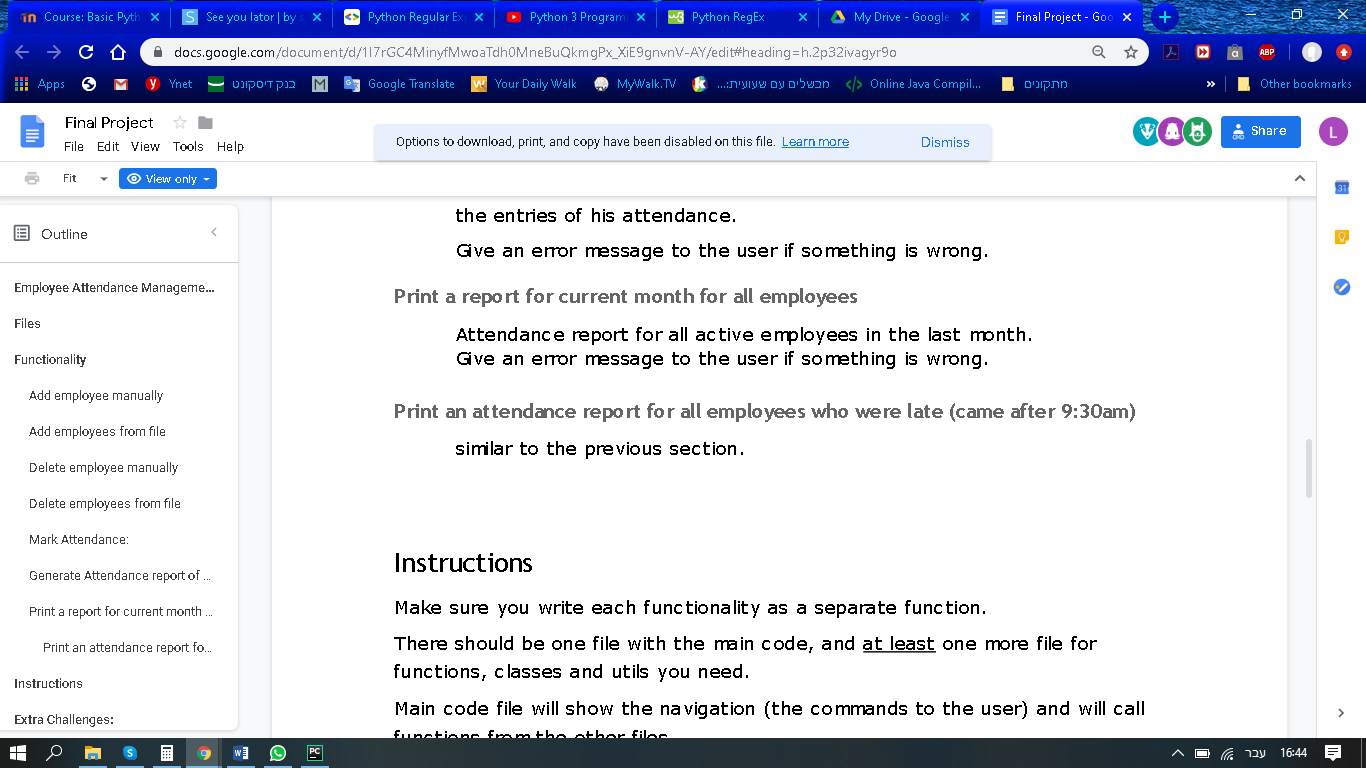 Course: Basic Pyth
See you lator | by s
Python Regular Ex
Python 3 Program
Python RegEx
My Drive - Google
Final Project - Goo
docs.google.com/document/d/1I7rGC4MinyfMwoaTdh0MneBuQkmgPx_XiE9gnvnV-AY/edit#heading=h.2p32ivagyr9o
ABP
Apps
Ynet
בנק דיסקונט
Google Translate
Your Daily Walk
MyWalk.TV
מבשלים עם שעועית:...
Online Java Compil...
מתקונים
»
Other bookmarks
Final Project
File Edit View Tools Help
Options to download, print, and copy have been disabled on this file. Learn more Dismiss
Share
L
Fit
View only
31
Outline
Employee Attendance Manageme...
Files
Functionality
Add employee manually
Add employees from file
Delete employee manually
Delete employees from file
Mark Attendance:
Generate Attendance report of ...
Print a report for current month ...
Print an attendance report fo...
Instructions
Extra Challenges:
the entries of his attendance.
Give an error message to the user if something is wrong.
Print a report for current month for all employees
Attendance report for all active employees in the last month.
Give an error message to the user if something is wrong.
Print an attendance report for all employees who were late (came after 9:30am)
similar to the previous section.
Instructions
Make sure you write each functionality as a separate function.
There should be one file with the main code, and at least one more file for
functions, classes and utils you need.
Main code file will show the navigation (the commands to the user) and will call
functions from the other files
עבר
16:44